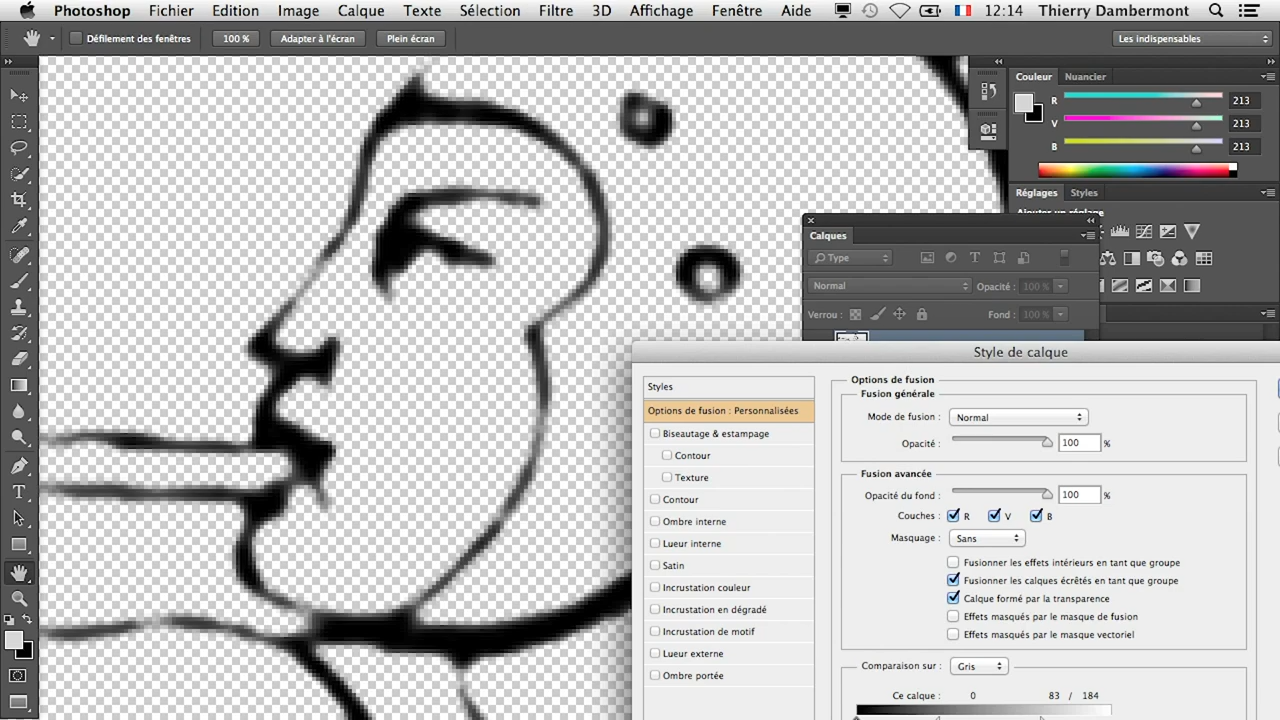 Photoshop Fichier Edition Image Calque Texte Sélection Filtre 3D Affichage Fenêtre Aide 12:14 Thierry Dambermont
Défilement des fenêtres 100 % Adapter à l'écran Plein écran Les indispensables
Couleur Nuancier
R 213
V 213
B 213
Réglages Styles
Ajouter un réglage
Calques
Type
Normal Opacité : 100 %
Verrou : Fond : 100 %
Style de calque
Styles
Options de fusion : Personnalisées
Biseautage & estampage
Contour
Texture
Contour
Ombre interne
Lueur interne
Satin
Incrustation couleur
Incrustation en dégradé
Incrustation de motif
Lueur externe
Ombre portée
Options de fusion
Fusion générale
Mode de fusion : Normal
Opacité : 100 %
Fusion avancée
Opacité du fond : 100 %
Couches : R V B
Masquage : Sans
Fusionner les effets intérieurs en tant que groupe
Fusionner les calques écrêtés en tant que groupe
Calque formé par la transparence
Effets masqués par le masque de fusion
Effets masqués par le masque vectoriel
Comparaison sur : Gris
Ce calque : 0 83 / 184